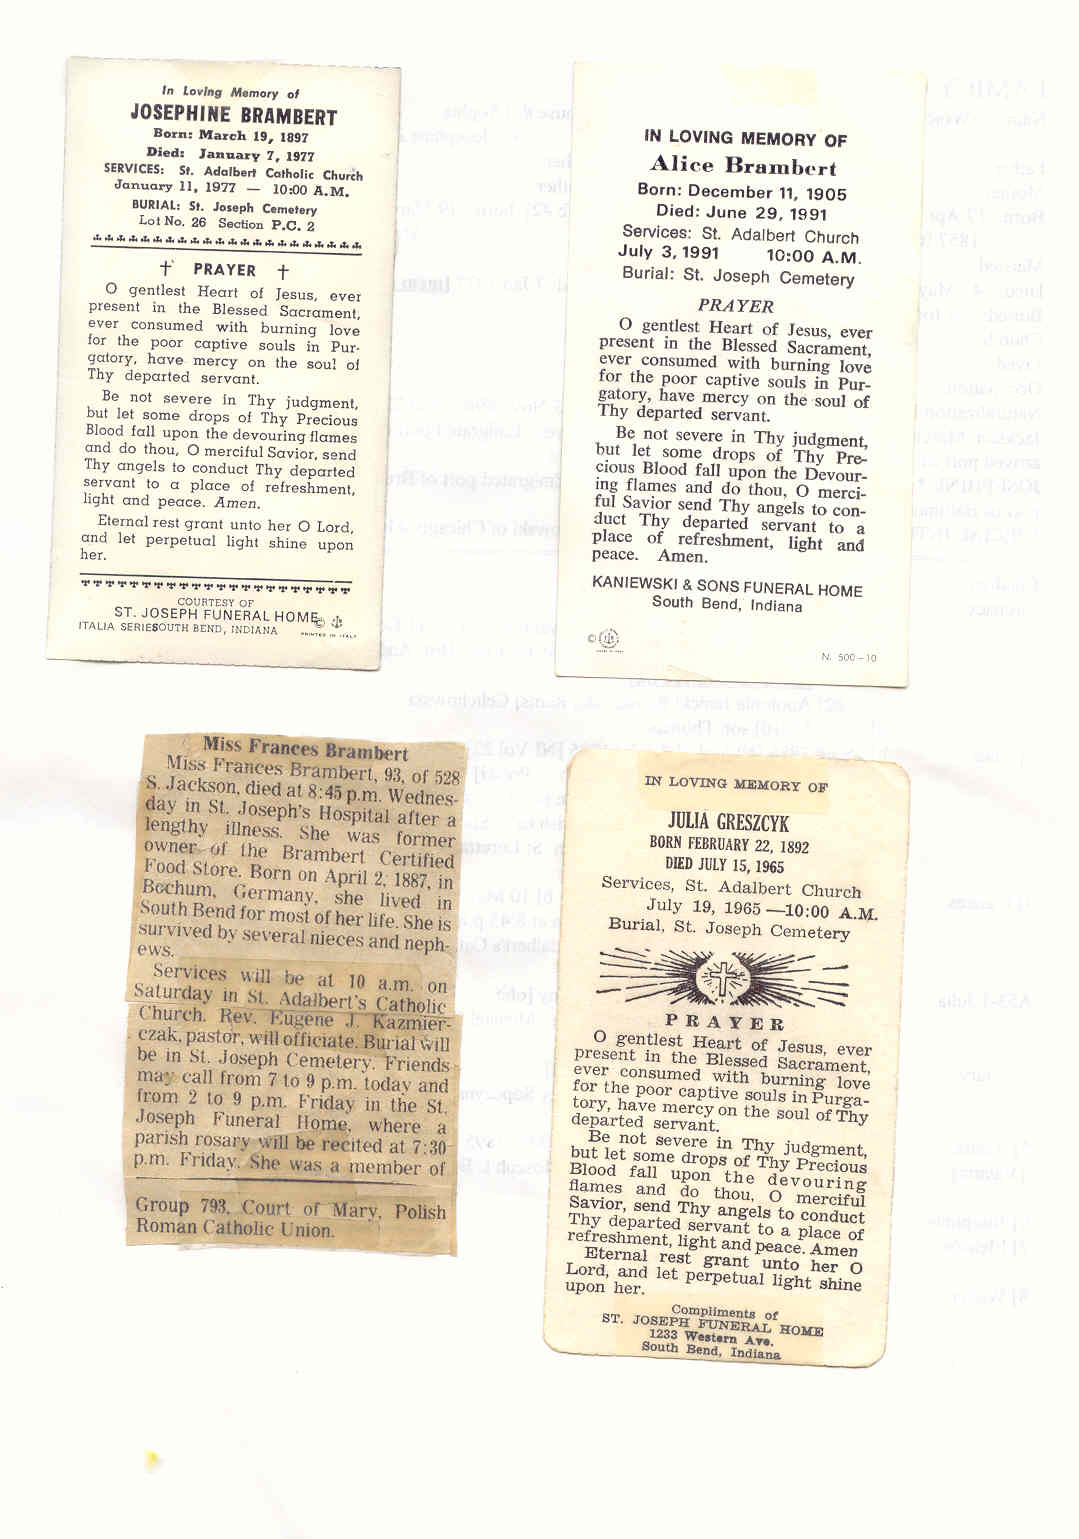 In Loving Memory of
JOSEPHINE BRAMBERT
Born: March 19, 1897
Died: January 7, 1977
SERVICES: St. Adalbert Catholic Church
January 11, 1977 — 10:00 A.M.
BURIAL: St. Joseph Cemetery
Lot No. 26 Section P.C. 2
† PRAYER †
O gentlest Heart of Jesus, ever
present in the Blessed Sacrament,
ever consumed with burning love
for the poor captive souls in Pur-
gatory, have mercy on the soul of
Thy departed servant.
Be not severe in Thy judgment,
but let some drops of Thy Precious
Blood fall upon the devouring flames
and do thou, O merciful Savior, send
Thy angels to conduct Thy departed
servant to a place of refreshment,
light and peace. Amen.
Eternal rest grant unto her O Lord,
and let perpetual light shine upon
her.
COURTESY OF
ST. JOSEPH FUNERAL HOME ©
ITALIA SERIES SOUTH BEND, INDIANA PRINTED IN ITALY
IN LOVING MEMORY OF
Alice Brambert
Born: December 11, 1905
Died: June 29, 1991
Services: St. Adalbert Church
July 3, 1991 10:00 A.M.
Burial: St. Joseph Cemetery
PRAYER
O gentlest Heart of Jesus, ever
present in the Blessed Sacrament,
ever consumed with burning love
for the poor captive souls in Pur-
gatory, have mercy on the soul of
Thy departed servant.
Be not severe in Thy judgment,
but let some drops of Thy Pre-
cious Blood fall upon the Devour-
ing flames and do thou, O merci-
ful Savior send Thy angels to con-
duct Thy departed servant to a
place of refreshment, light and
peace. Amen.
KANIEWSKI & SONS FUNERAL HOME
South Bend, Indiana
©
N. 500—10
Miss Frances Brambert
Miss Frances Brambert, 93, of 528
S. Jackson, died at 8:45 p.m. Wednes-
day in St. Joseph's Hospital after a
lengthy illness. She was former
owner of the Brambert Certified
Food Store. Born on April 2, 1887, in
Bochum, Germany, she lived in
South Bend for most of her life. She is
survived by several nieces and neph-
ews.
Services will be at 10 a.m. on
Saturday in St. Adalbert's Catholic
Church. Rev. Eugene J. Kazmier-
czak, pastor, will officiate. Burial will
be in St. Joseph Cemetery. Friends
may call from 7 to 9 p.m. today and
from 2 to 9 p.m. Friday in the St.
Joseph Funeral Home, where a
parish rosary will be recited at 7:30
p.m. Friday. She was a member of
Group 793, Court of Mary, Polish
Roman Catholic Union.
IN LOVING MEMORY OF
JULIA GRESZCYK
BORN FEBRUARY 22, 1892
DIED JULY 15, 1965
Services, St. Adalbert Church
July 19, 1965 —10:00 A.M.
Burial, St. Joseph Cemetery
PRAYER
O gentlest Heart of Jesus, ever
present in the Blessed Sacrament,
ever consumed with burning love
for the poor captive souls in Purga-
tory, have mercy on the soul of Thy
departed servant.
Be not severe in Thy judgment,
but let some drops of Thy Precious
Blood fall upon the devouring
flames and do thou, O merciful
Savior, send Thy angels to conduct
Thy departed servant to a place of
refreshment, light and peace. Amen
Eternal rest grant unto her O
Lord, and let perpetual light shine
upon her.
Compliments of
ST. JOSEPH FUNERAL HOME
1233 Western Ave.
South Bend, Indiana